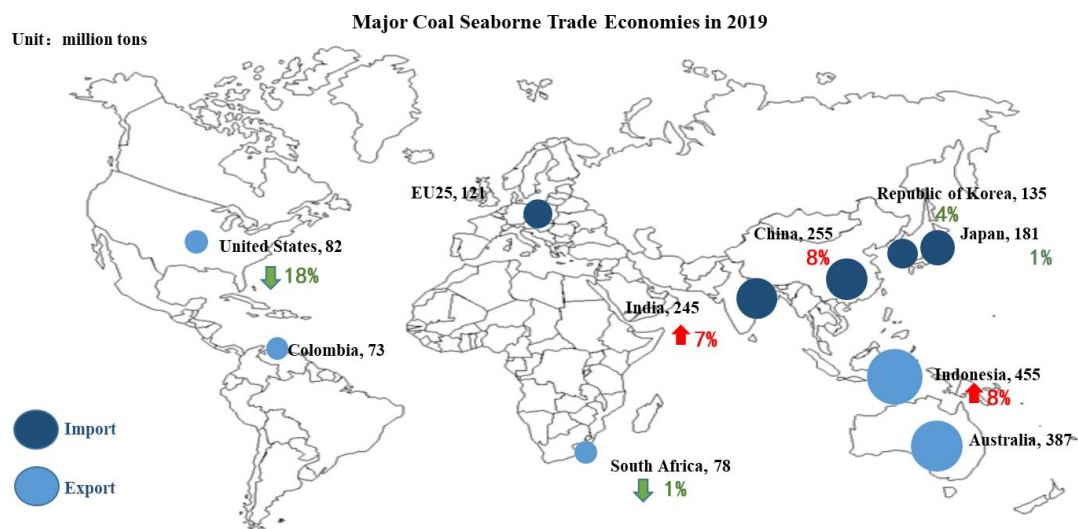 Major Coal Seaborne Trade Economies in 2019
Unit：million tons
EU25, 121
Republic of Korea, 135
4%
United States, 82
18%
China, 255
8%
Japan, 181
1%
India, 245
7%
Colombia, 73
Indonesia, 455
8%
Import
Australia, 387
South Africa, 78
1%
Export